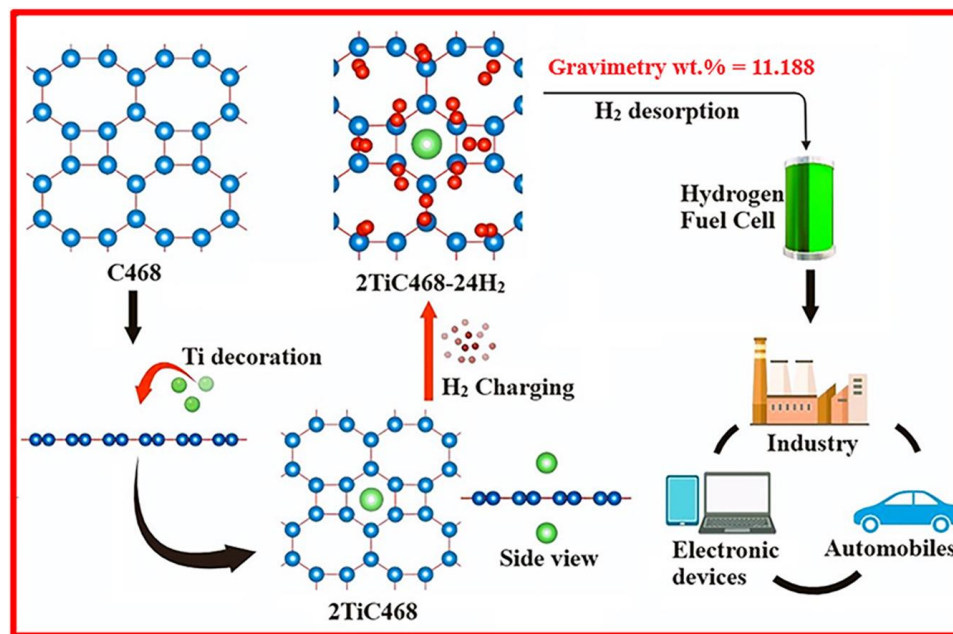 Gravimetry wt.% = 11.188
H₂ desorption
Hydrogen
Fuel Cell
C468
2TiC468-24H₂
Ti decoration
H₂ Charging
Industry
Side view
Electronic
devices
Automobiles
2TiC468